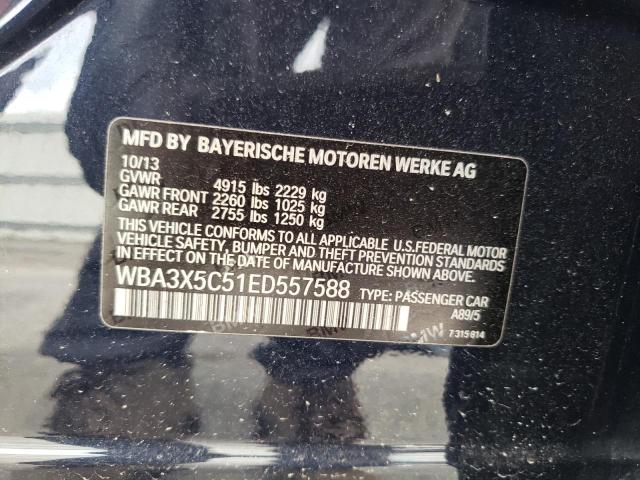 MFD BY BAYERISCHE MOTOREN WERKE AG
10/13
GVWR 4915 lbs 2229 kg
GAWR FRONT 2260 lbs 1025 kg
GAWR REAR 2755 lbs 1250 kg
THIS VEHICLE CONFORMS TO ALL APPLICABLE U.S.FEDERAL MOTOR
VEHICLE SAFETY, BUMPER AND THEFT PREVENTION STANDARDS
IN EFFECT ON THE DATE OF MANUFACTURE SHOWN ABOVE.
WBA3X5C51ED557588 TYPE: PASSENGER CAR
A89/5
BMW
7 315 814